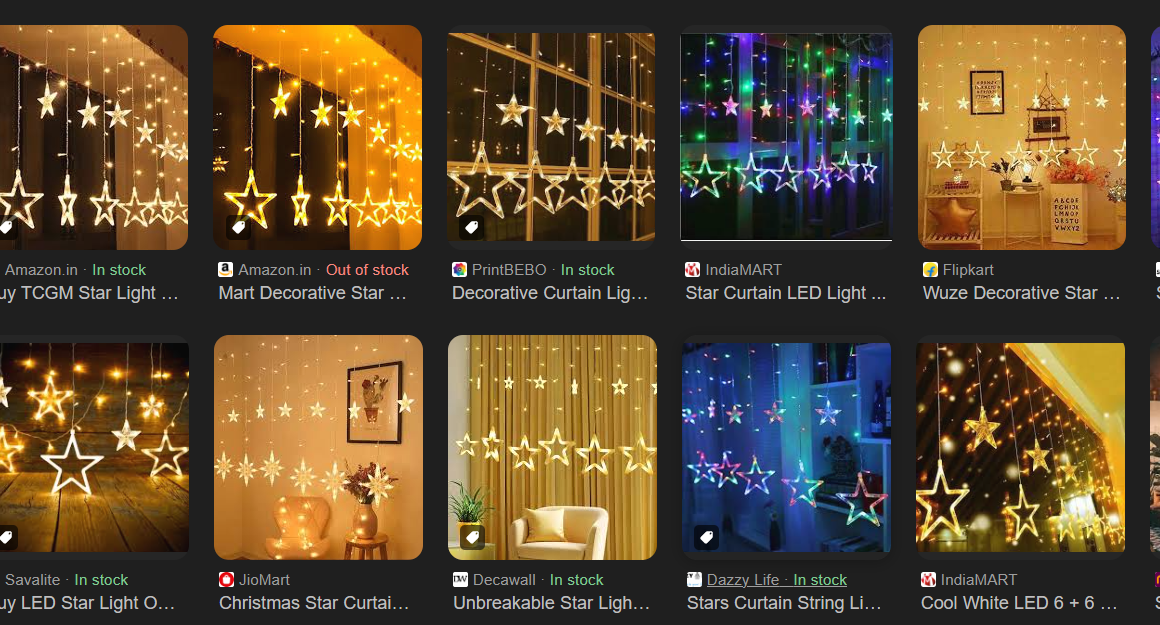 Amazon.in · In stock
uy TCGM Star Light ...
Amazon.in · Out of stock
Mart Decorative Star ...
PrintBEBO · In stock
Decorative Curtain Lig...
IndiaMART
Star Curtain LED Light ...
Flipkart
Wuze Decorative Star ...
Savalite · In stock
uy LED Star Light O...
JioMart
Christmas Star Curtai...
Decawall · In stock
Unbreakable Star Ligh...
Dazzy Life · In stock
Stars Curtain String Li...
IndiaMART
Cool White LED 6 + 6 ...